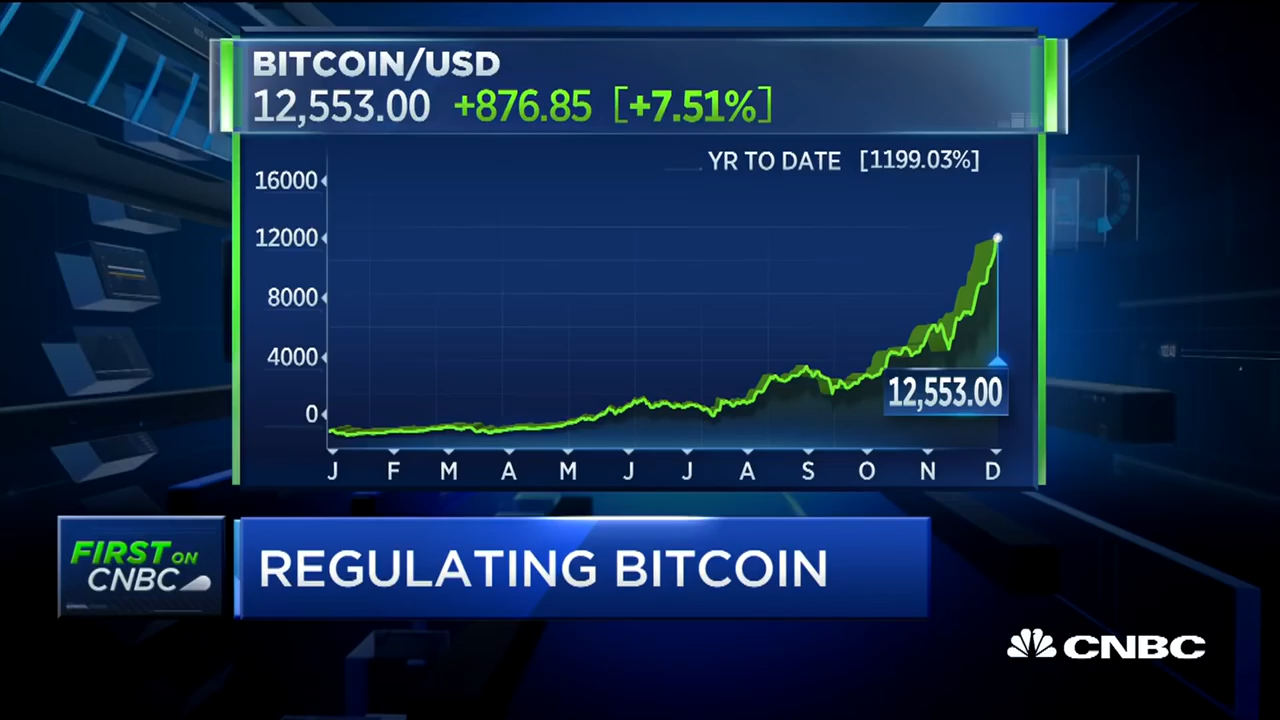 BITCOIN/USD
12,553.00 +876.85 [+7.51%]
YR TO DATE [1199.03%]
16000
12000
8000
4000
0
12,553.00
J F M A M J J A S O N D
FIRST ON
CNBC
REGULATING BITCOIN
CNBC